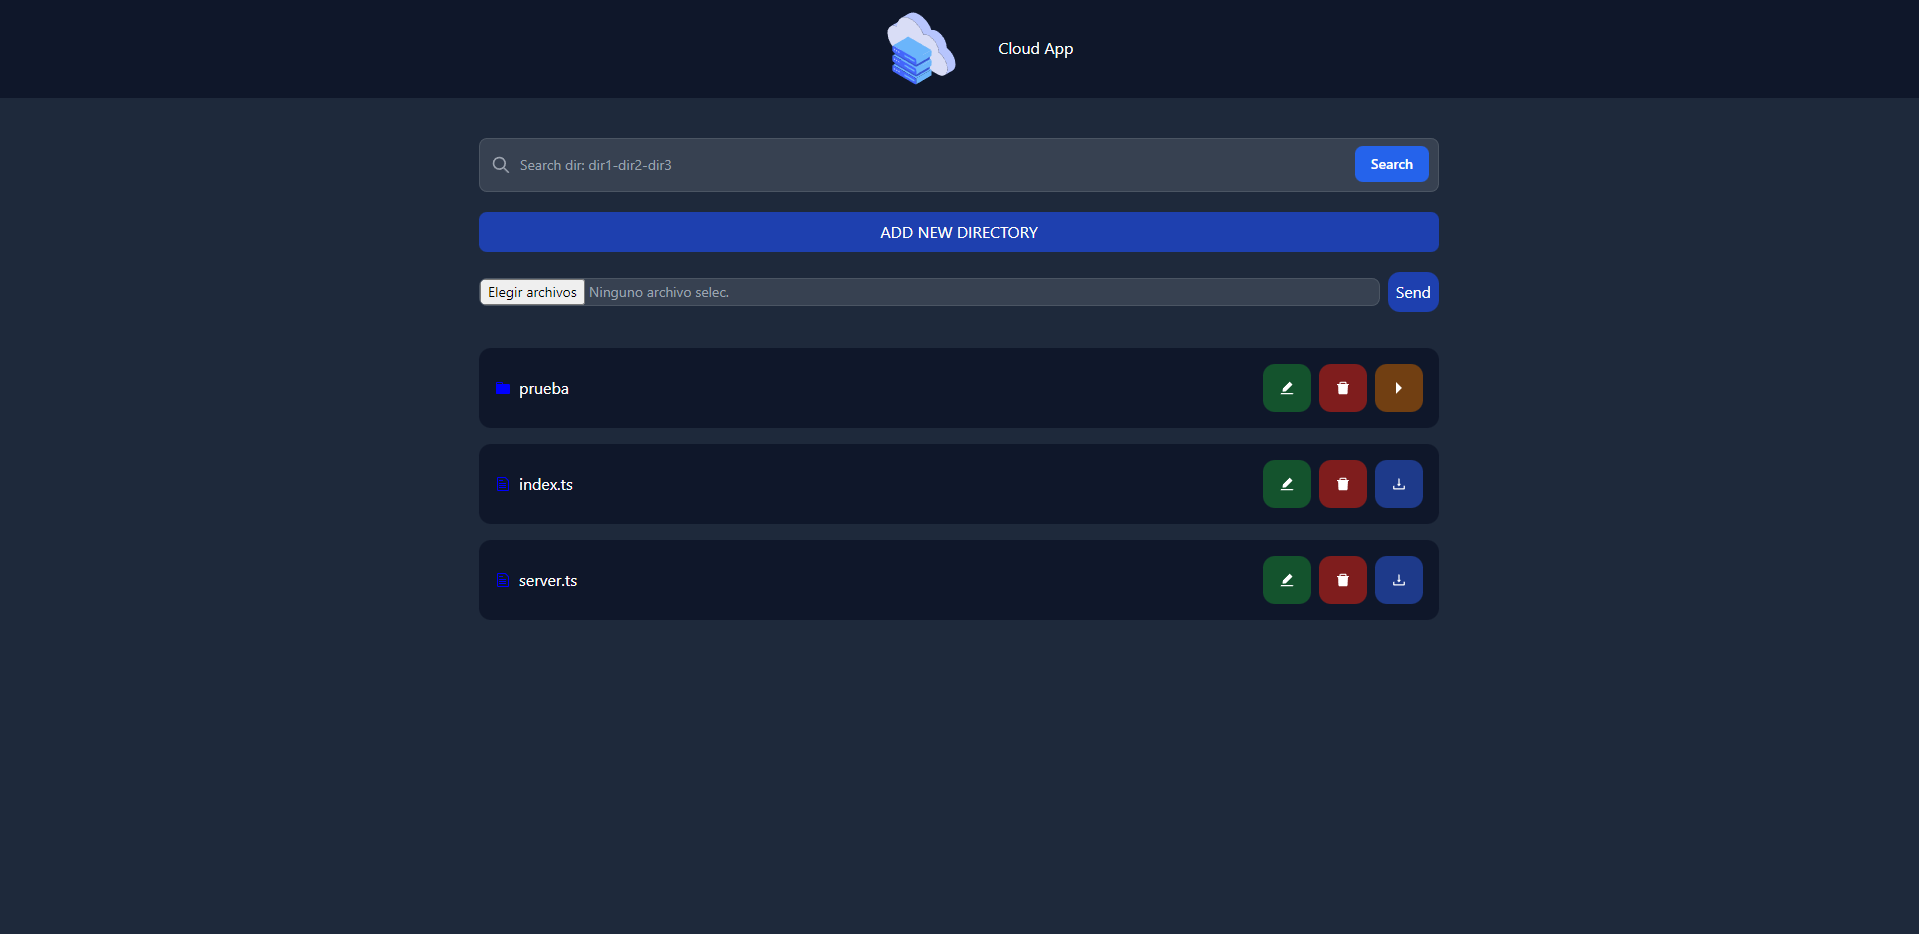 Cloud App
Search dir: dir1-dir2-dir3
Search
ADD NEW DIRECTORY
Elegir archivos Ninguno archivo selec.
Send
prueba
index.ts
server.ts